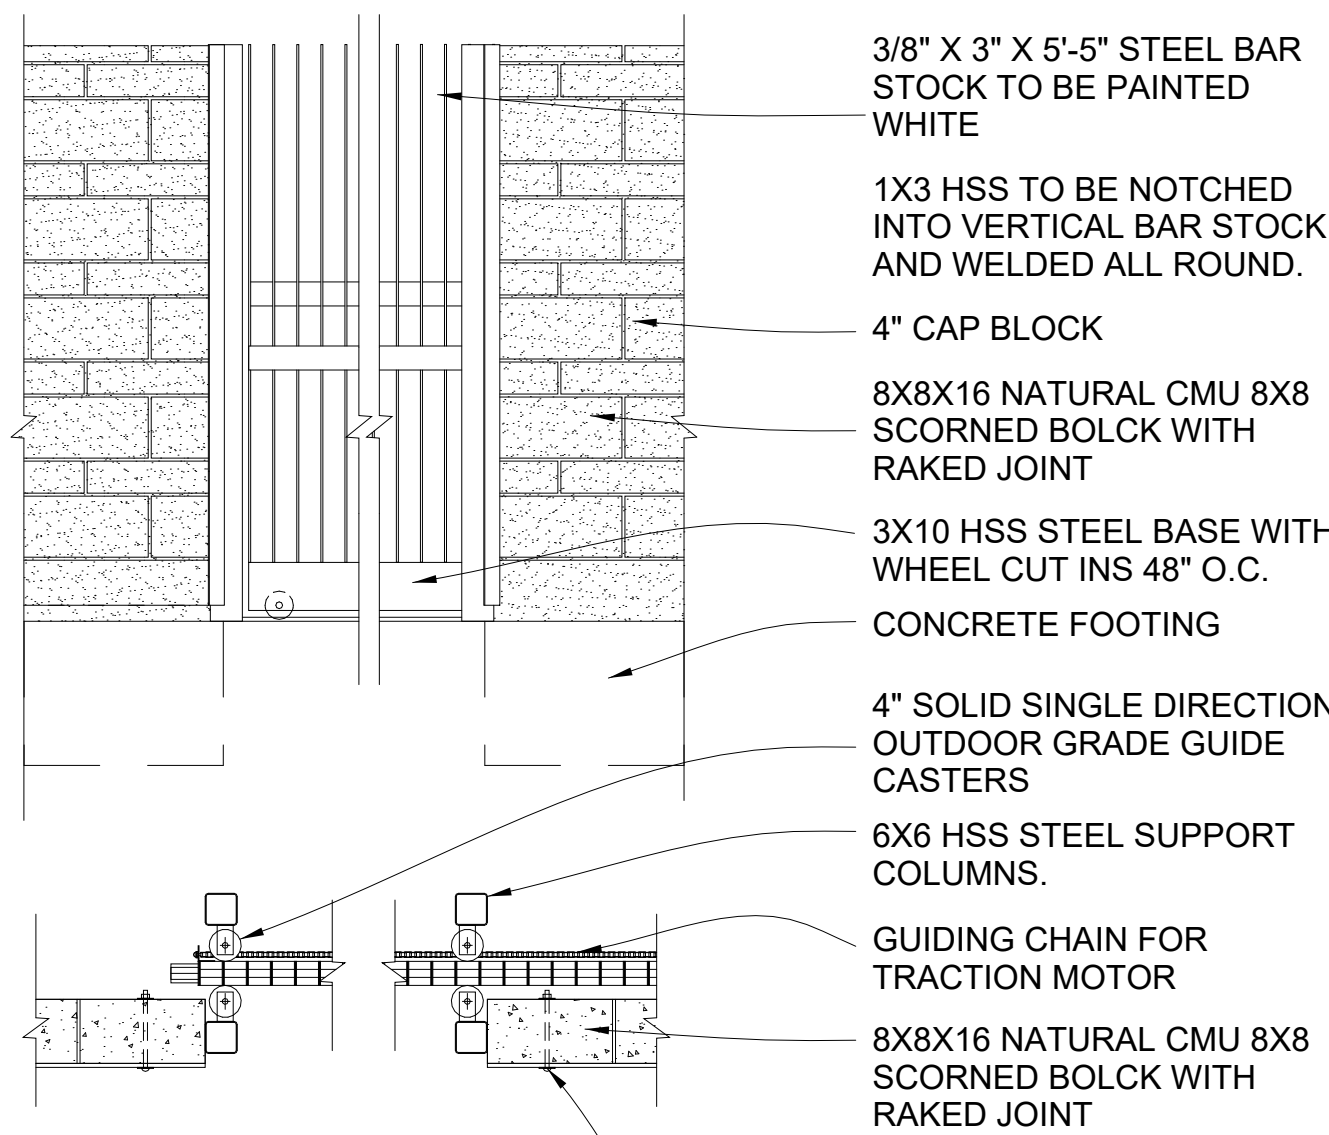 3/8" X 3" X 5'-5" STEEL BAR
STOCK TO BE PAINTED
WHITE
1X3 HSS TO BE NOTCHED
INTO VERTICAL BAR STOCK
AND WELDED ALL ROUND.
4" CAP BLOCK
8X8X16 NATURAL CMU 8X8
SCORNED BOLCK WITH
RAKED JOINT
3X10 HSS STEEL BASE WITH
WHEEL CUT INS 48" O.C.
CONCRETE FOOTING
4" SOLID SINGLE DIRECTION
OUTDOOR GRADE GUIDE
CASTERS
6X6 HSS STEEL SUPPORT
COLUMNS.
GUIDING CHAIN FOR
TRACTION MOTOR
8X8X16 NATURAL CMU 8X8
SCORNED BOLCK WITH
RAKED JOINT